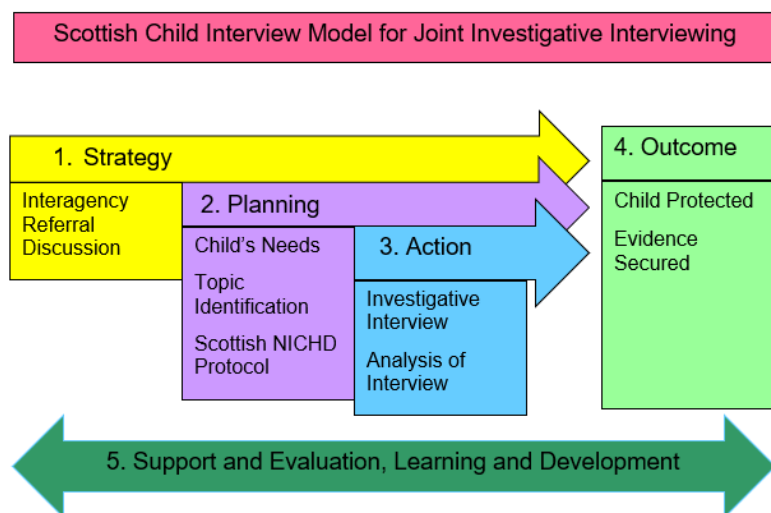 Scottish Child Interview Model for Joint Investigative Interviewing
1. Strategy
Interagency
Referral
Discussion
2. Planning
Child's Needs
Topic
Identification
Scottish NICHD
Protocol
3. Action
Investigative
Interview
Analysis of
Interview
4. Outcome
Child Protected
Evidence
Secured
5. Support and Evaluation, Learning and Development